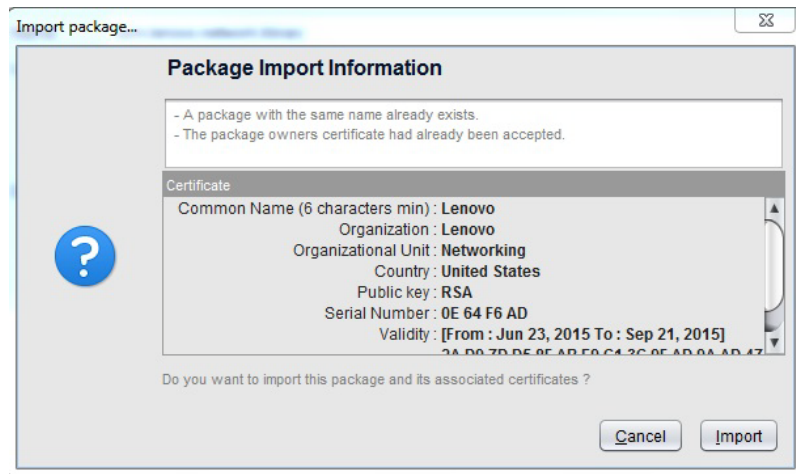 Import package...
Package Import Information
- A package with the same name already exists.
- The package owners certificate had already been accepted.
Certificate
Common Name (6 characters min) : Lenovo
Organization : Lenovo
Organizational Unit : Networking
Country : United States
Public key : RSA
Serial Number : 0E 64 F6 AD
Validity : [From : Jun 23, 2015 To : Sep 21, 2015]
Do you want to import this package and its associated certificates ?
Cancel
Import